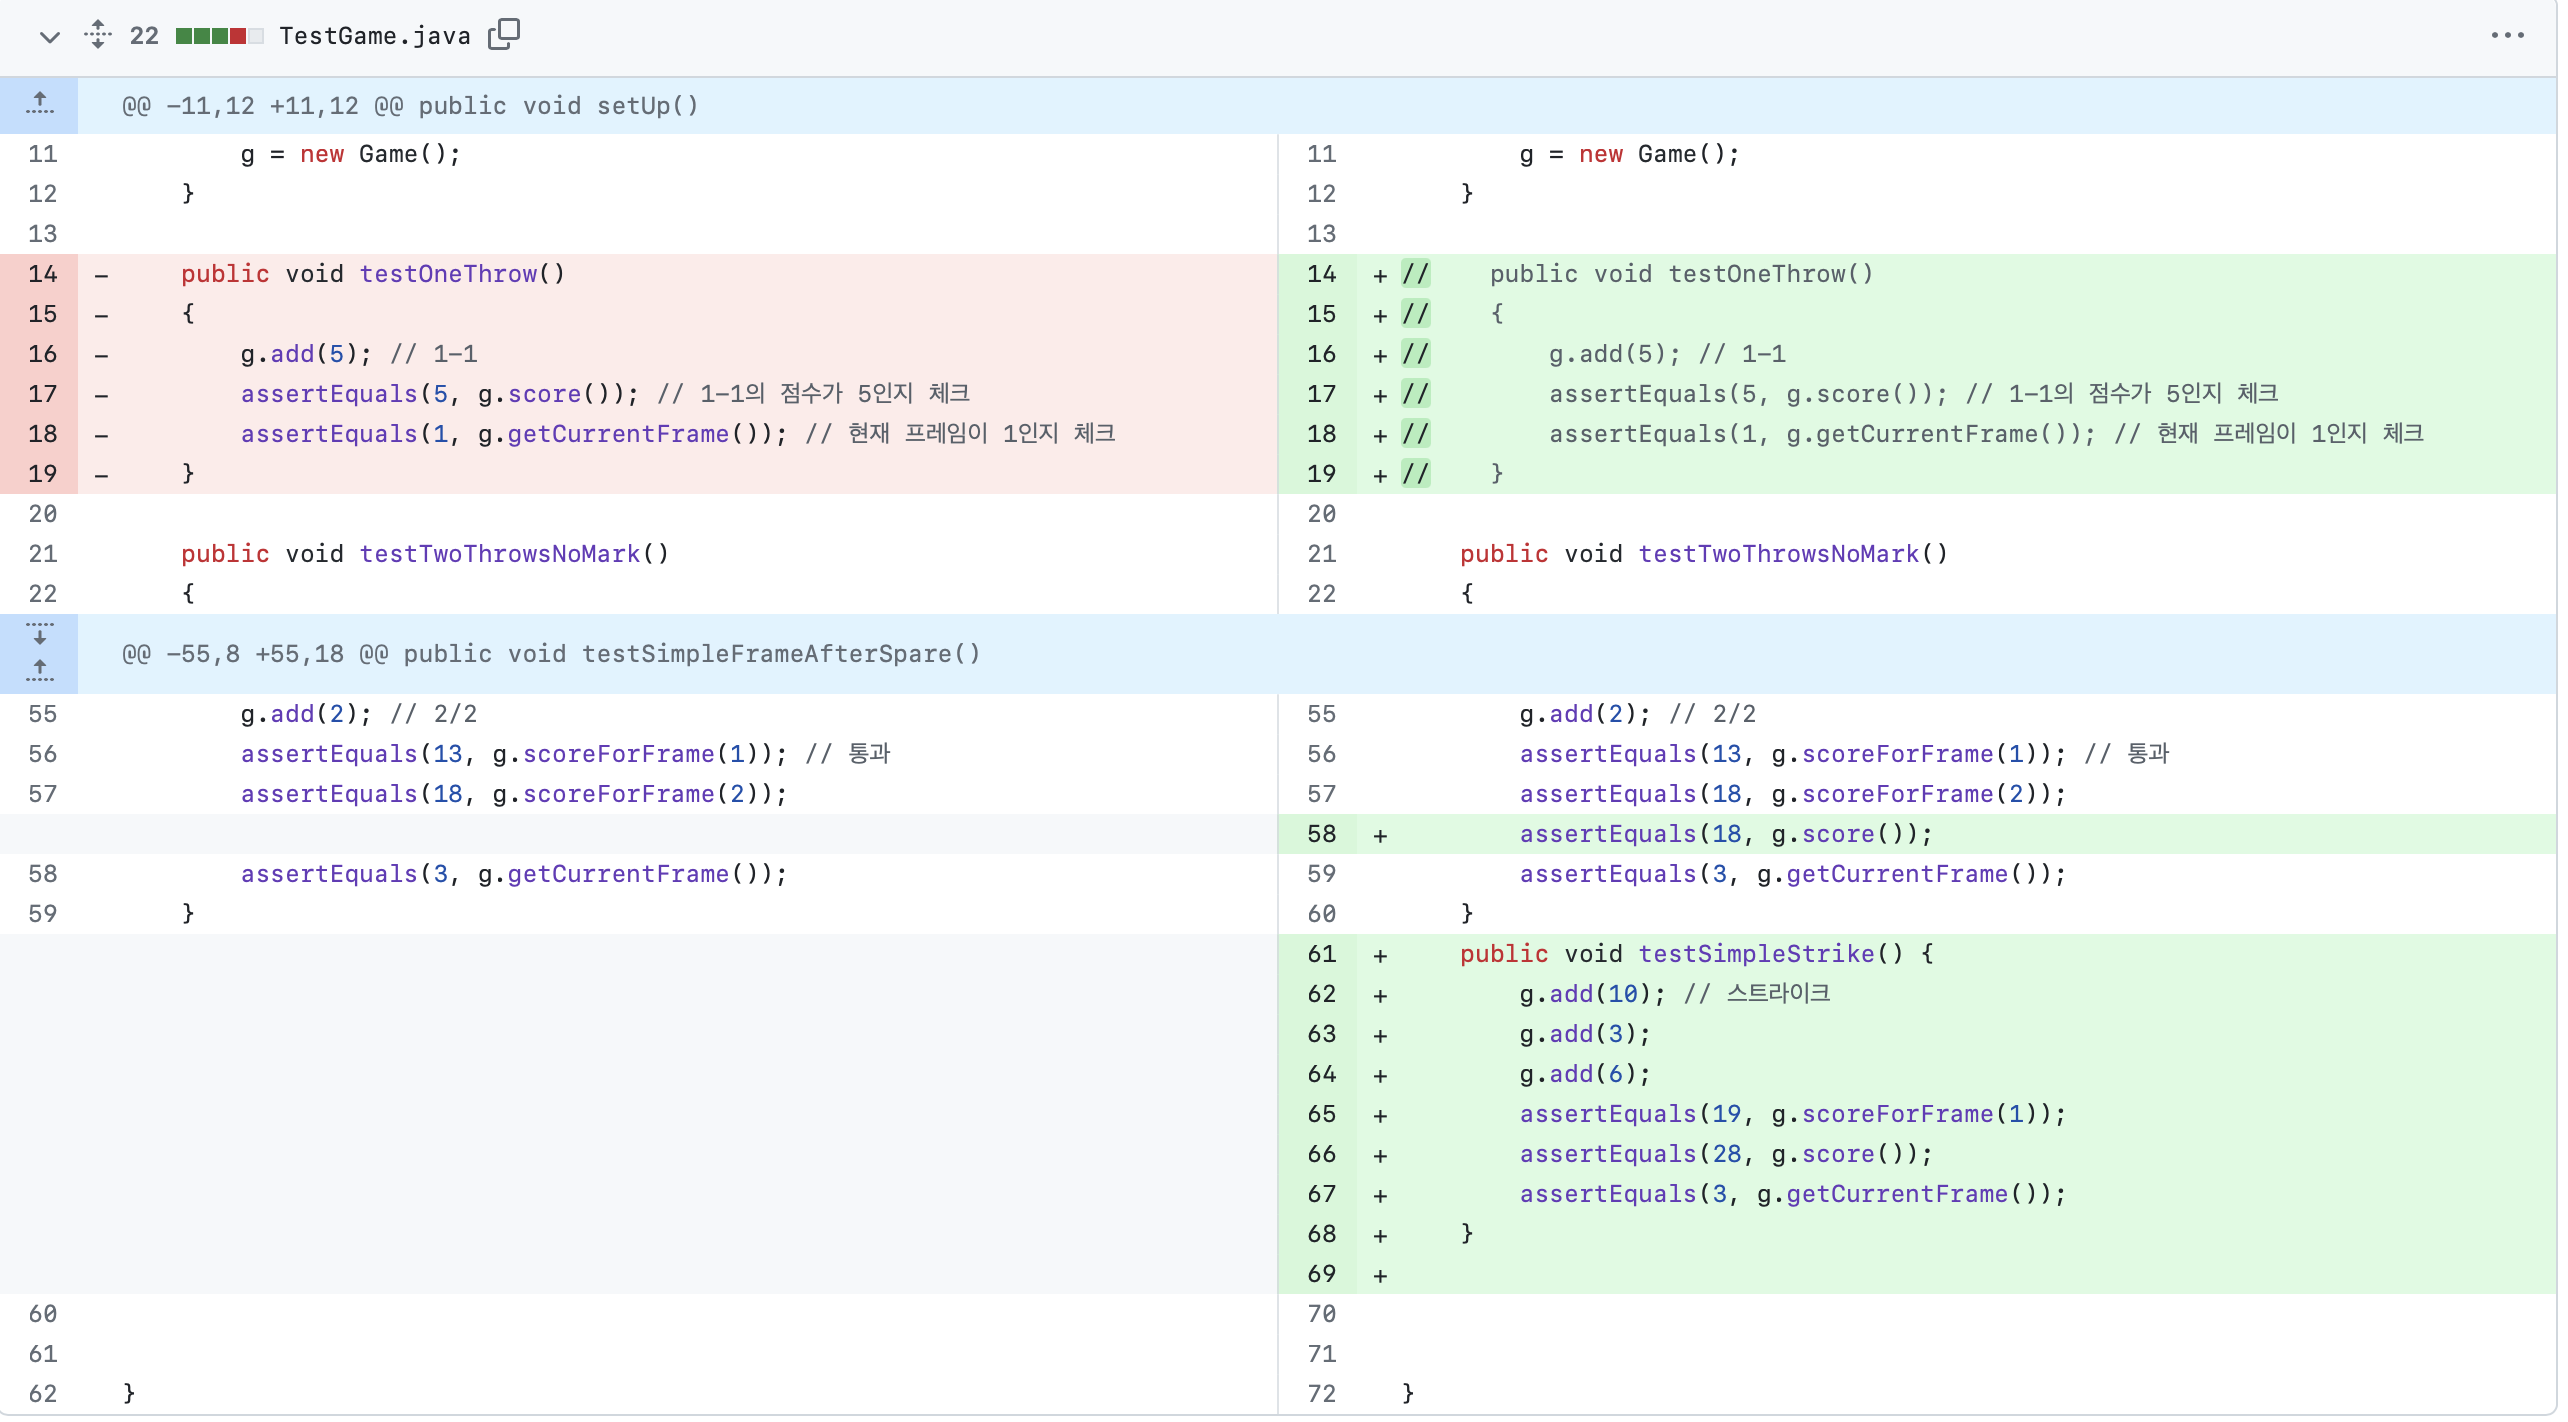 22 TestGame.java
@@ -11,12 +11,12 @@ public void setUp()
11 g = new Game();
12 }
13
14 - public void testOneThrow()
15 - {
16 - g.add(5); // 1-1
17 - assertEquals(5, g.score()); // 1-1의 점수가 5인지 체크
18 - assertEquals(1, g.getCurrentFrame()); // 현재 프레임이 1인지 체크
19 - }
20
21 public void testTwoThrowsNoMark()
22 {
11 g = new Game();
12 }
13
14 + // public void testOneThrow()
15 + // {
16 + // g.add(5); // 1-1
17 + // assertEquals(5, g.score()); // 1-1의 점수가 5인지 체크
18 + // assertEquals(1, g.getCurrentFrame()); // 현재 프레임이 1인지 체크
19 + // }
20
21 public void testTwoThrowsNoMark()
22 {
@@ -55,8 +55,18 @@ public void testSimpleFrameAfterSpare()
55 g.add(2); // 2/2
56 assertEquals(13, g.scoreForFrame(1)); // 통과
57 assertEquals(18, g.scoreForFrame(2));
58 assertEquals(3, g.getCurrentFrame());
59 }
60
61
62 }
55 g.add(2); // 2/2
56 assertEquals(13, g.scoreForFrame(1)); // 통과
57 assertEquals(18, g.scoreForFrame(2));
58 + assertEquals(18, g.score());
59 assertEquals(3, g.getCurrentFrame());
60 }
61 + public void testSimpleStrike() {
62 + g.add(10); // 스트라이크
63 + g.add(3);
64 + g.add(6);
65 + assertEquals(19, g.scoreForFrame(1));
66 + assertEquals(28, g.score());
67 + assertEquals(3, g.getCurrentFrame());
68 + }
69 +
70
71
72 }